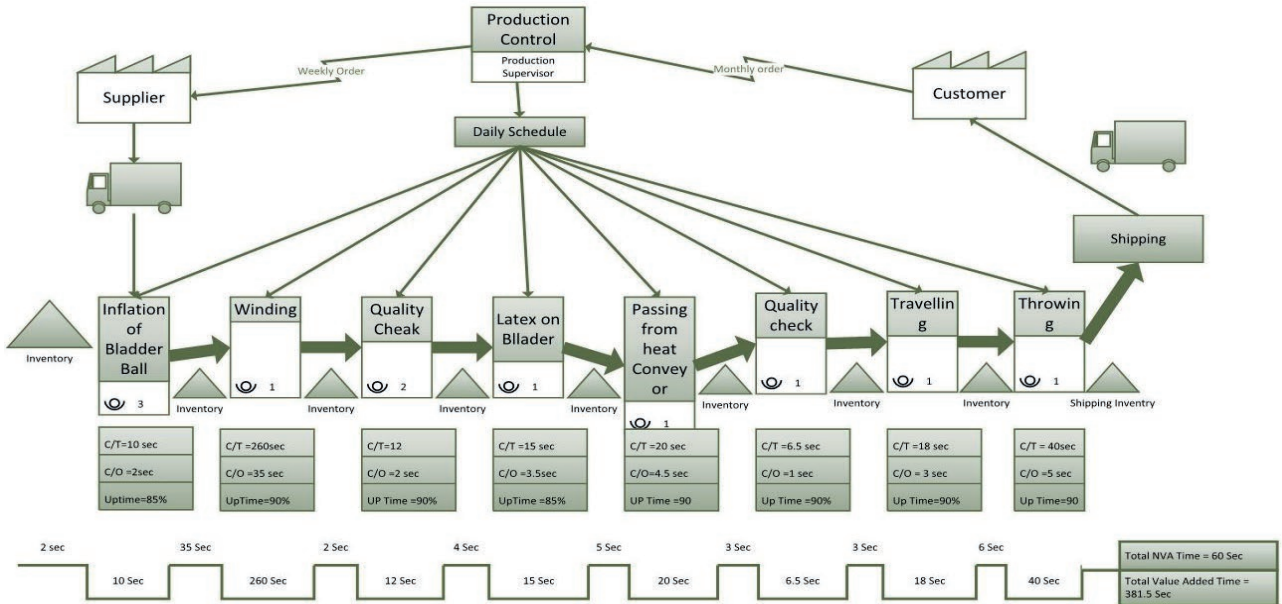 Production
Control
Production
Supervisor
Weekly Order
Monthly order
Supplier
Customer
Daily Schedule
Shipping
Inflation
of
Bladder
Ball
3
Winding
1
Quality
Cheak
2
Latex on
Bllader
1
Passing
from
heat
Convey
or
1
Quality
check
1
Travellin
g
1
Throwin
g
1
Inventory
Inventory
Inventory
Inventory
Inventory
Inventory
Inventory
Inventory
Shipping Inventry
C/T=10 sec
C/O =2sec
Uptime=85%
C/T =260sec
C/O =35 sec
UpTime=90%
C/T=12
C/O =2 sec
UP Time =90%
C/T =15 sec
C/O =3.5sec
UpTime=85%
C/T =20 sec
C/O=4.5 sec
UP Time =90
C/T =6.5sec
C/O =1 sec
Up Time=90%
C/T =18 sec
C/O = 3 sec
Up Time=90%
C/T = 40sec
C/O =5 sec
Up Time=90
2 Sec
35 Sec
2 Sec
4 Sec
5 Sec
3 Sec
3 Sec
6 Sec
10 Sec
260 Sec
12 Sec
15 Sec
20 Sec
6.5 Sec
18 Sec
40 Sec
Total NVA Time = 60 Sec
Total Value Added Time =
381.5 Sec